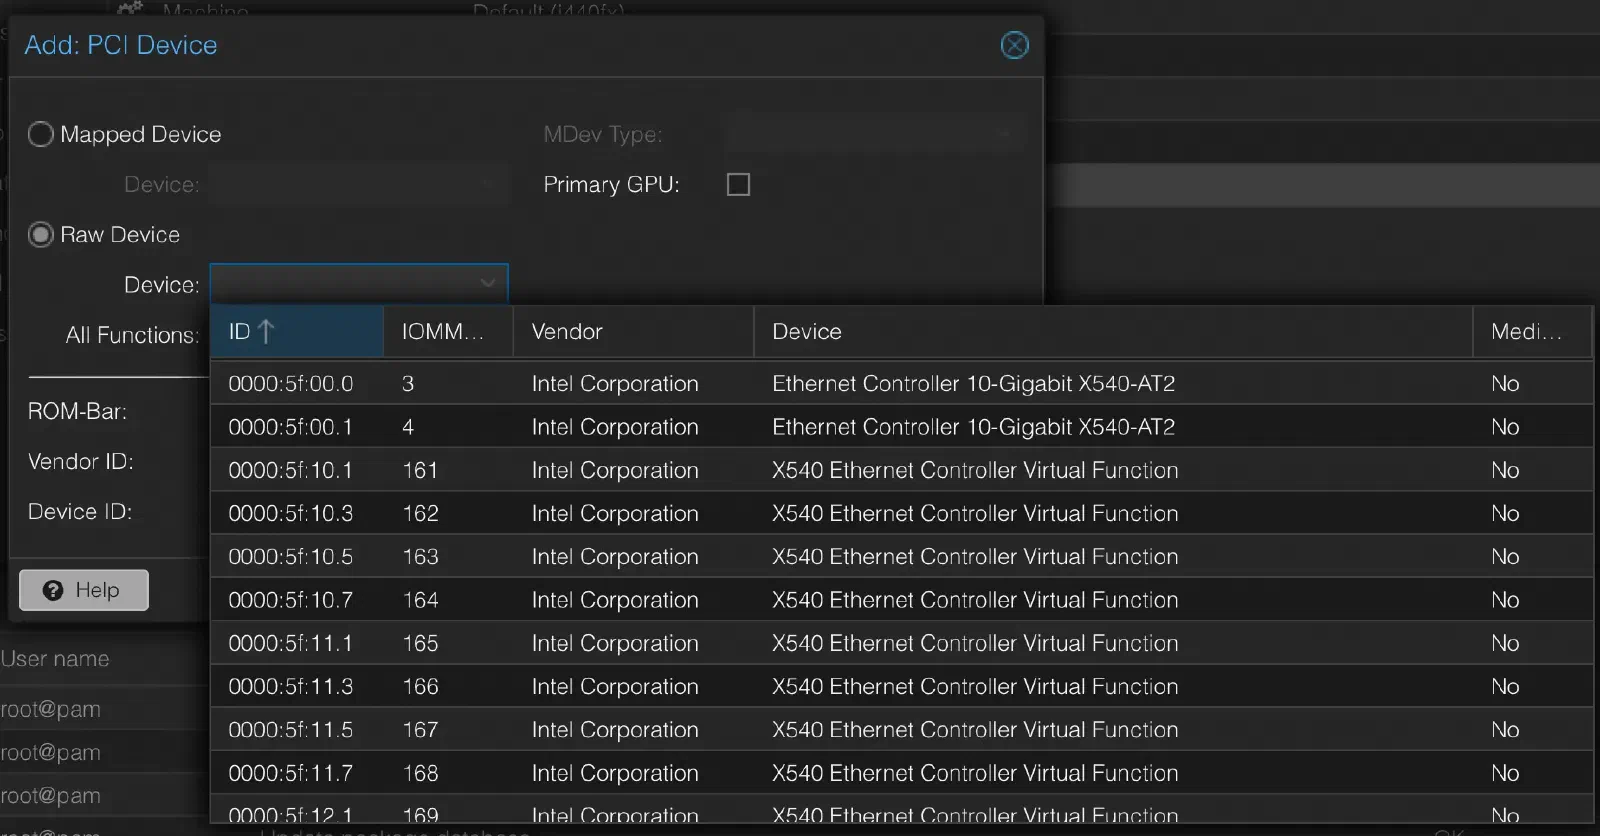 Machine Default (i440fx)
Add: PCI Device
Mapped Device MDev Type:
Device: Primary GPU:
Raw Device
Device:
All Functions: ID ↑ IOMM... Vendor Device Medi...
0000:5f:00.0 3 Intel Corporation Ethernet Controller 10-Gigabit X540-AT2 No
ROM-Bar: 0000:5f:00.1 4 Intel Corporation Ethernet Controller 10-Gigabit X540-AT2 No
Vendor ID: 0000:5f:10.1 161 Intel Corporation X540 Ethernet Controller Virtual Function No
Device ID: 0000:5f:10.3 162 Intel Corporation X540 Ethernet Controller Virtual Function No
0000:5f:10.5 163 Intel Corporation X540 Ethernet Controller Virtual Function No
Help 0000:5f:10.7 164 Intel Corporation X540 Ethernet Controller Virtual Function No
User name 0000:5f:11.1 165 Intel Corporation X540 Ethernet Controller Virtual Function No
0000:5f:11.3 166 Intel Corporation X540 Ethernet Controller Virtual Function No
root@pam 0000:5f:11.5 167 Intel Corporation X540 Ethernet Controller Virtual Function No
root@pam 0000:5f:11.7 168 Intel Corporation X540 Ethernet Controller Virtual Function No
root@pam 0000:5f:12.1 169 Intel Corporation X540 Ethernet Controller Virtual Function No
root@pam Update package database OK